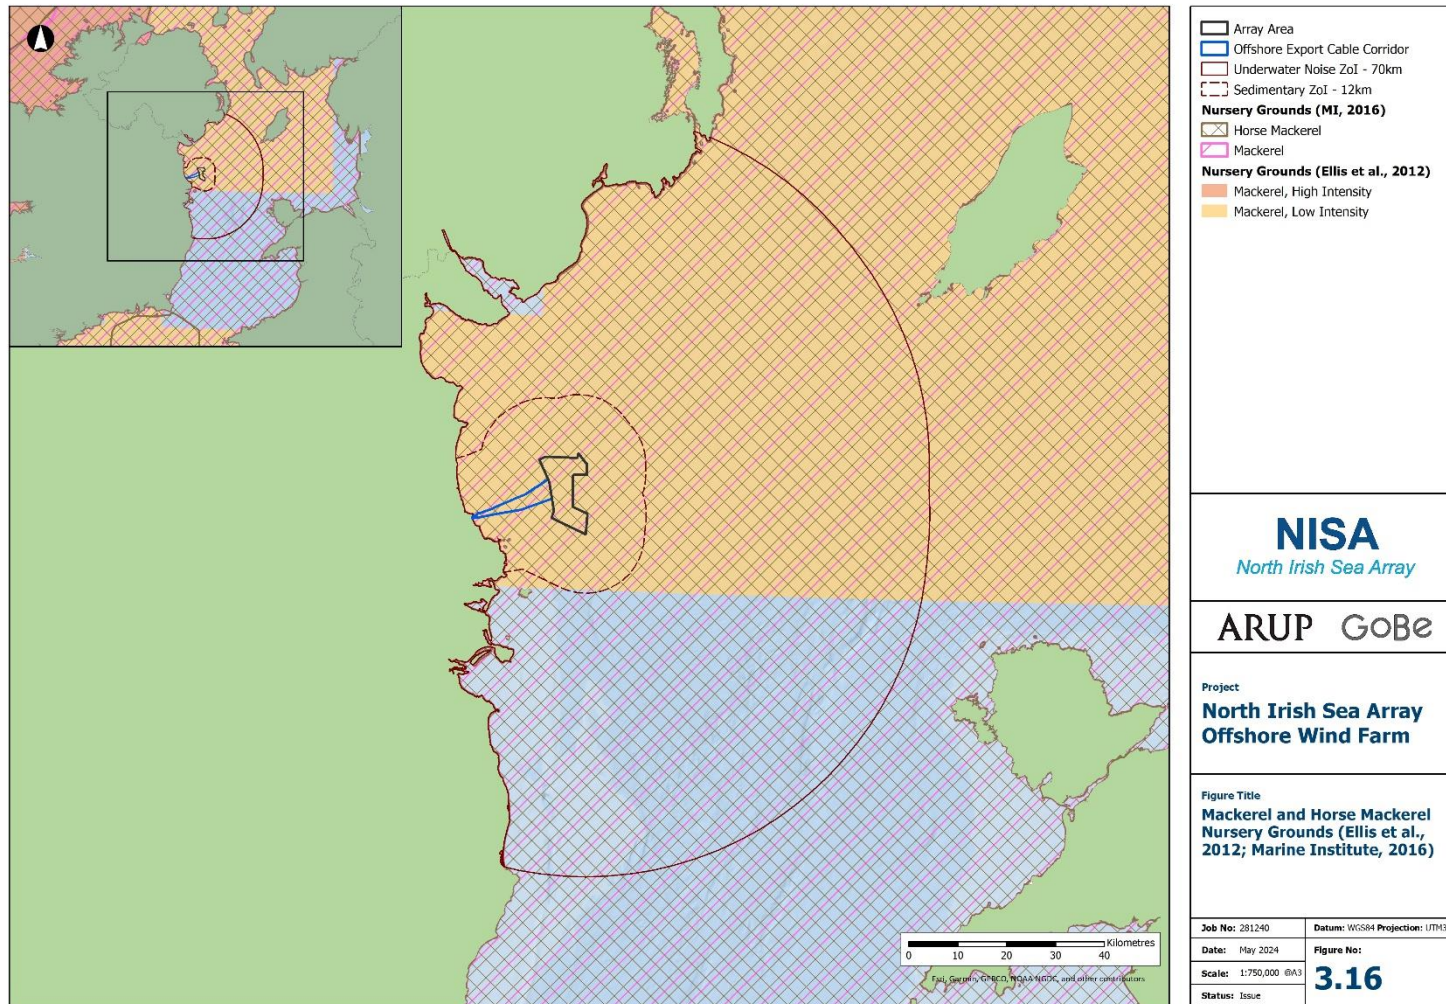 Array Area
Offshore Export Cable Corridor
Underwater Noise ZoI - 70km
Sedimentary ZoI - 12km
Nursery Grounds (MI, 2016)
Horse Mackerel
Mackerel
Nursery Grounds (Ellis et al., 2012)
Mackerel, High Intensity
Mackerel, Low Intensity
NISA
North Irish Sea Array
ARUP GoBe
Project
North Irish Sea Array
Offshore Wind Farm
Figure Title
Mackerel and Horse Mackerel
Nursery Grounds (Ellis et al.,
2012; Marine Institute, 2016)
Job No: 281240
Datum: WGS84 Projection: UTM3
Date: May 2024
Figure No:
Scale: 1:750,000 @A3
3.16
Status: Issue
Kilometres
0 10 20 30 40
Esri, Garmin, GEBCO, NOAA NGDC, and other contributors